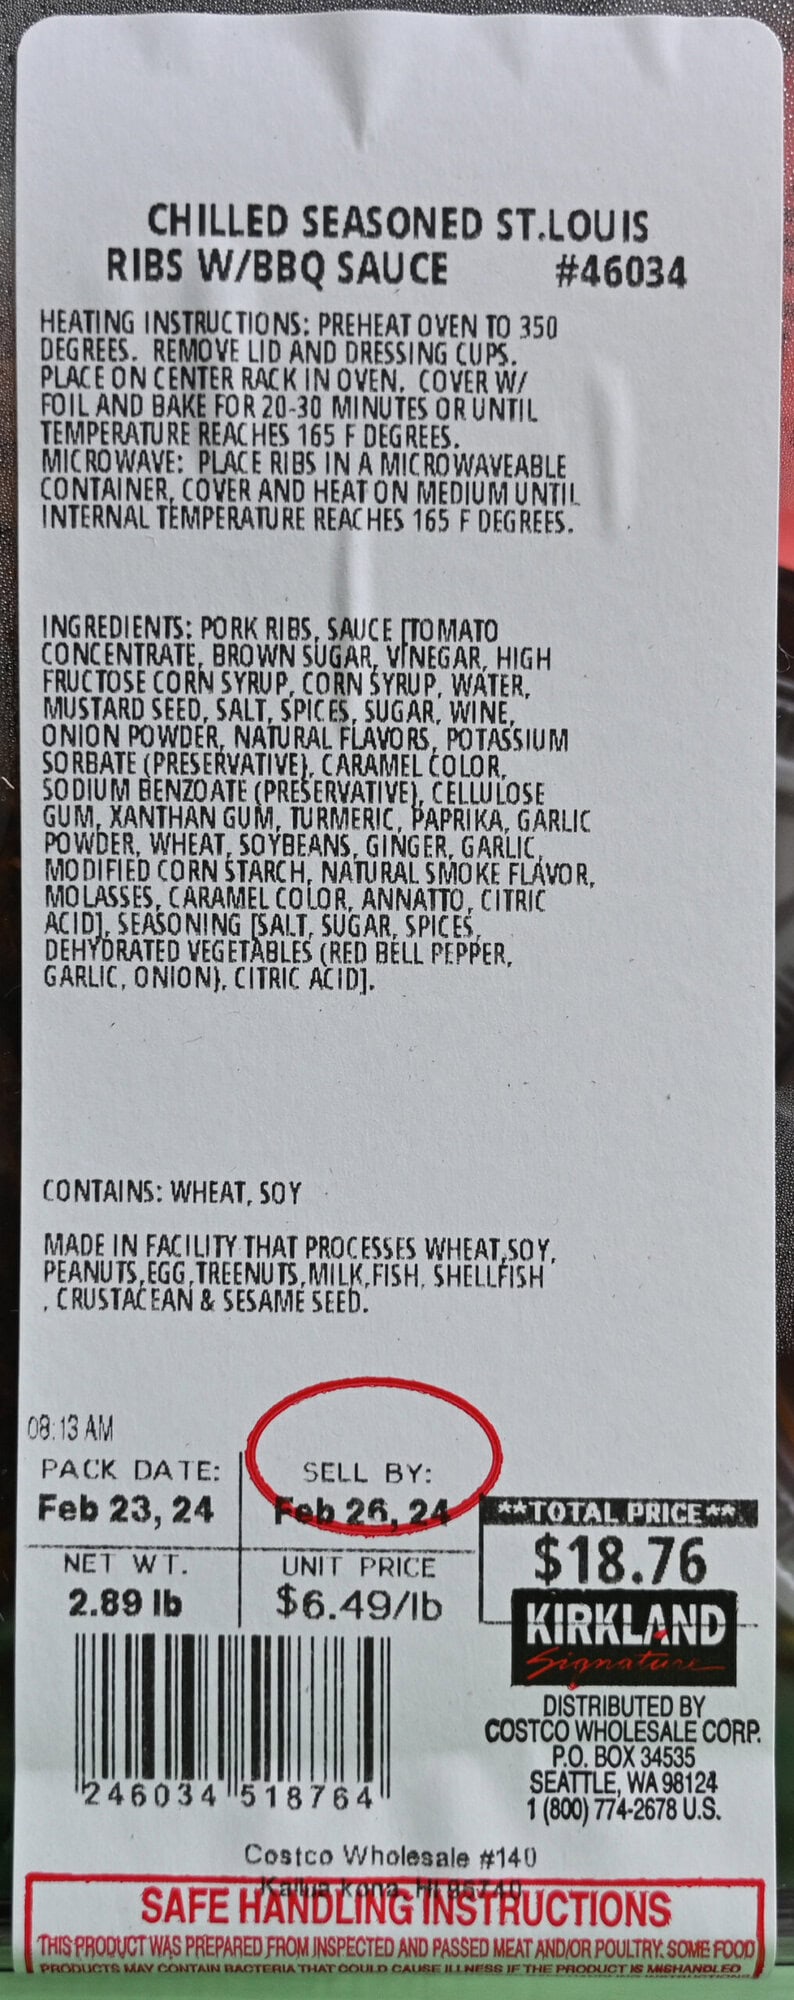 CHILLED SEASONED ST.LOUIS
RIBS W/BBQ SAUCE #46034
HEATING INSTRUCTIONS: PREHEAT OVEN TO 350
DEGREES. REMOVE LID AND DRESSING CUPS.
PLACE ON CENTER RACK IN OVEN. COVER W/
FOIL AND BAKE FOR 20-30 MINUTES OR UNTIL
TEMPERATURE REACHES 165 F DEGREES.
MICROWAVE: PLACE RIBS IN A MICROWAVEABLE
CONTAINER, COVER AND HEAT ON MEDIUM UNTIL
INTERNAL TEMPERATURE REACHES 165 F DEGREES.
INGREDIENTS: PORK RIBS, SAUCE [TOMATO
CONCENTRATE, BROWN SUGAR, VINEGAR, HIGH
FRUCTOSE CORN SYRUP, CORN SYRUP, WATER,
MUSTARD SEED, SALT, SPICES, SUGAR, WINE,
ONION POWDER, NATURAL FLAVORS, POTASSIUM
SORBATE (PRESERVATIVE), CARAMEL COLOR,
SODIUM BENZOATE (PRESERVATIVE), CELLULOSE
GUM, XANTHAN GUM, TURMERIC, PAPRIKA, GARLIC
POWDER, WHEAT, SOYBEANS, GINGER, GARLIC,
MODIFIED CORN STARCH, NATURAL SMOKE FLAVOR,
MOLASSES, CARAMEL COLOR, ANNATTO, CITRIC
ACID], SEASONING [SALT, SUGAR, SPICES,
DEHYDRATED VEGETABLES (RED BELL PEPPER,
GARLIC, ONION), CITRIC ACID].
CONTAINS: WHEAT, SOY
MADE IN FACILITY THAT PROCESSES WHEAT,SOY,
PEANUTS,EGG,TREENUTS,MILK,FISH, SHELLFISH
, CRUSTACEAN & SESAME SEED.
08:13 AM
PACK DATE: SELL BY:
Feb 23, 24 Feb 26, 24 **TOTAL PRICE**
$18.76
NET WT. UNIT PRICE
2.89 lb $6.49/lb
KIRKLAND
Signature
DISTRIBUTED BY
COSTCO WHOLESALE CORP.
P.O. BOX 34535
SEATTLE, WA 98124
1 (800) 774-2678 U.S.
246034 518764
Costco Wholesale #140
Kailua kona, HI 96740
SAFE HANDLING INSTRUCTIONS
THIS PRODUCT WAS PREPARED FROM INSPECTED AND PASSED MEAT AND/OR POULTRY. SOME FOOD
PRODUCTS MAY CONTAIN BACTERIA THAT COULD CAUSE ILLNESS IF THE PRODUCT IS MISHANDLED